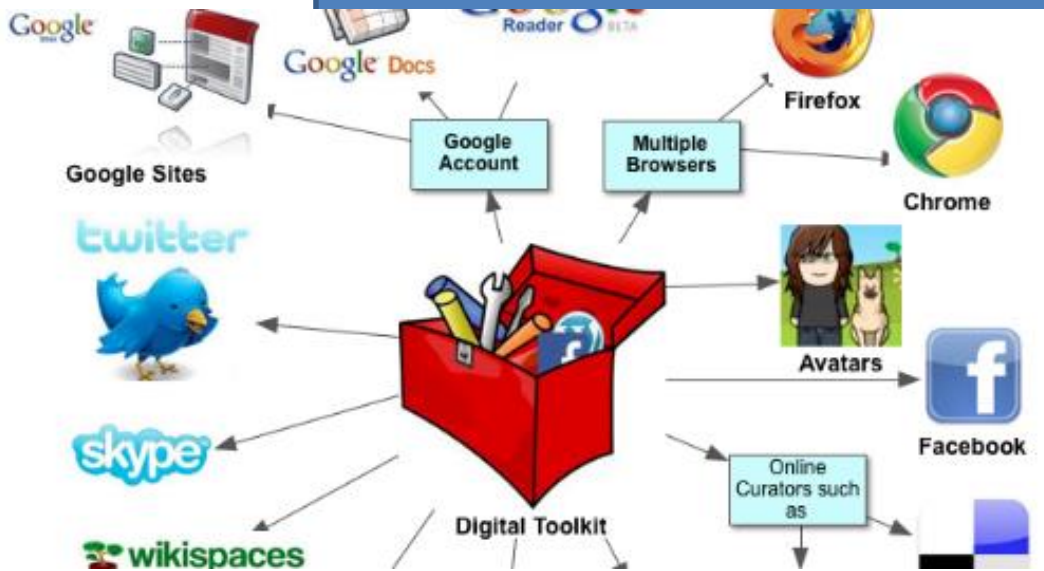 Google
Google
Reader
BETA
Google Docs
Firefox
Google
Account
Multiple
Browsers
Google Sites
Chrome
twitter
Avatars
f
Facebook
skype
Online
Curators such
as
Digital Toolkit
wikispaces